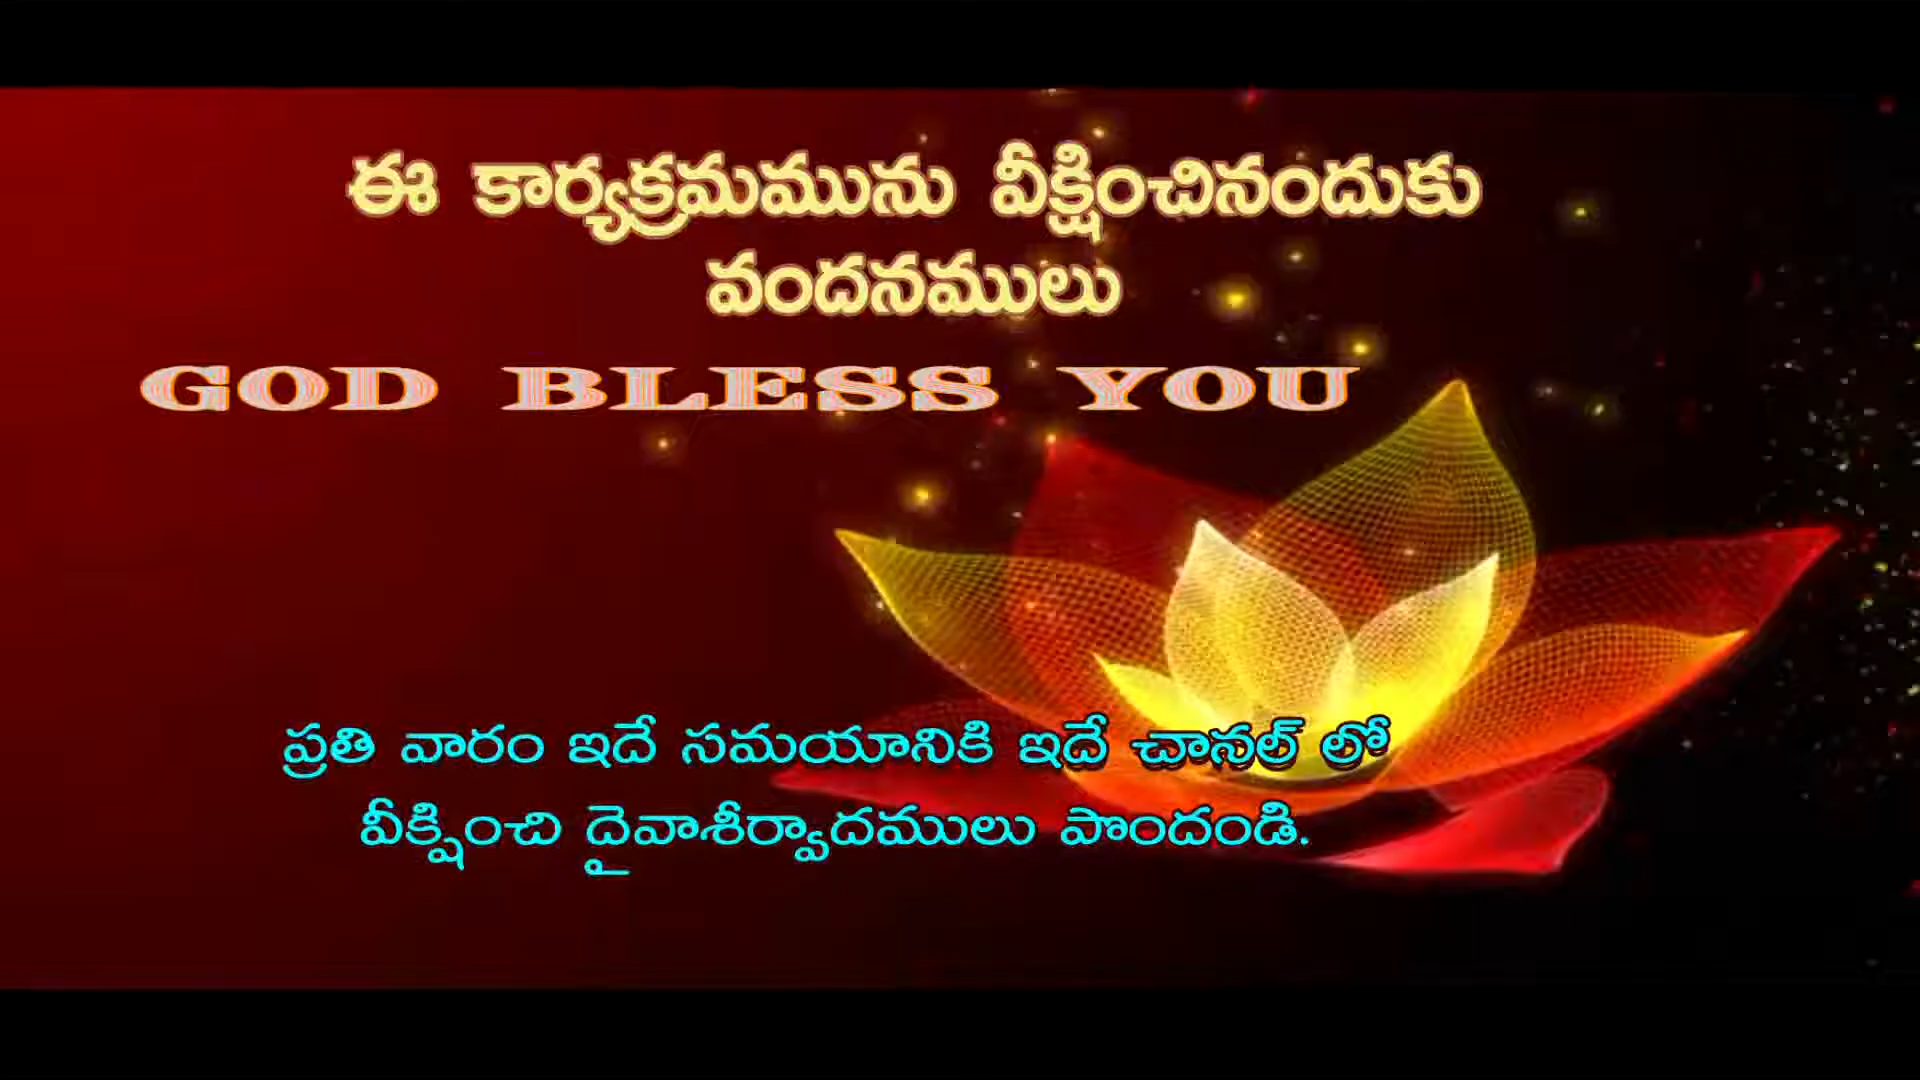 ఈ కార్యక్రమమును వీక్షించినందుకు
వందనములు
GOD BLESS YOU
ప్రతి వారం ఇదే సమయానికి ఇదే చానల్ లో
వీక్షించి దైవాశీర్వాదములు పొందండి.